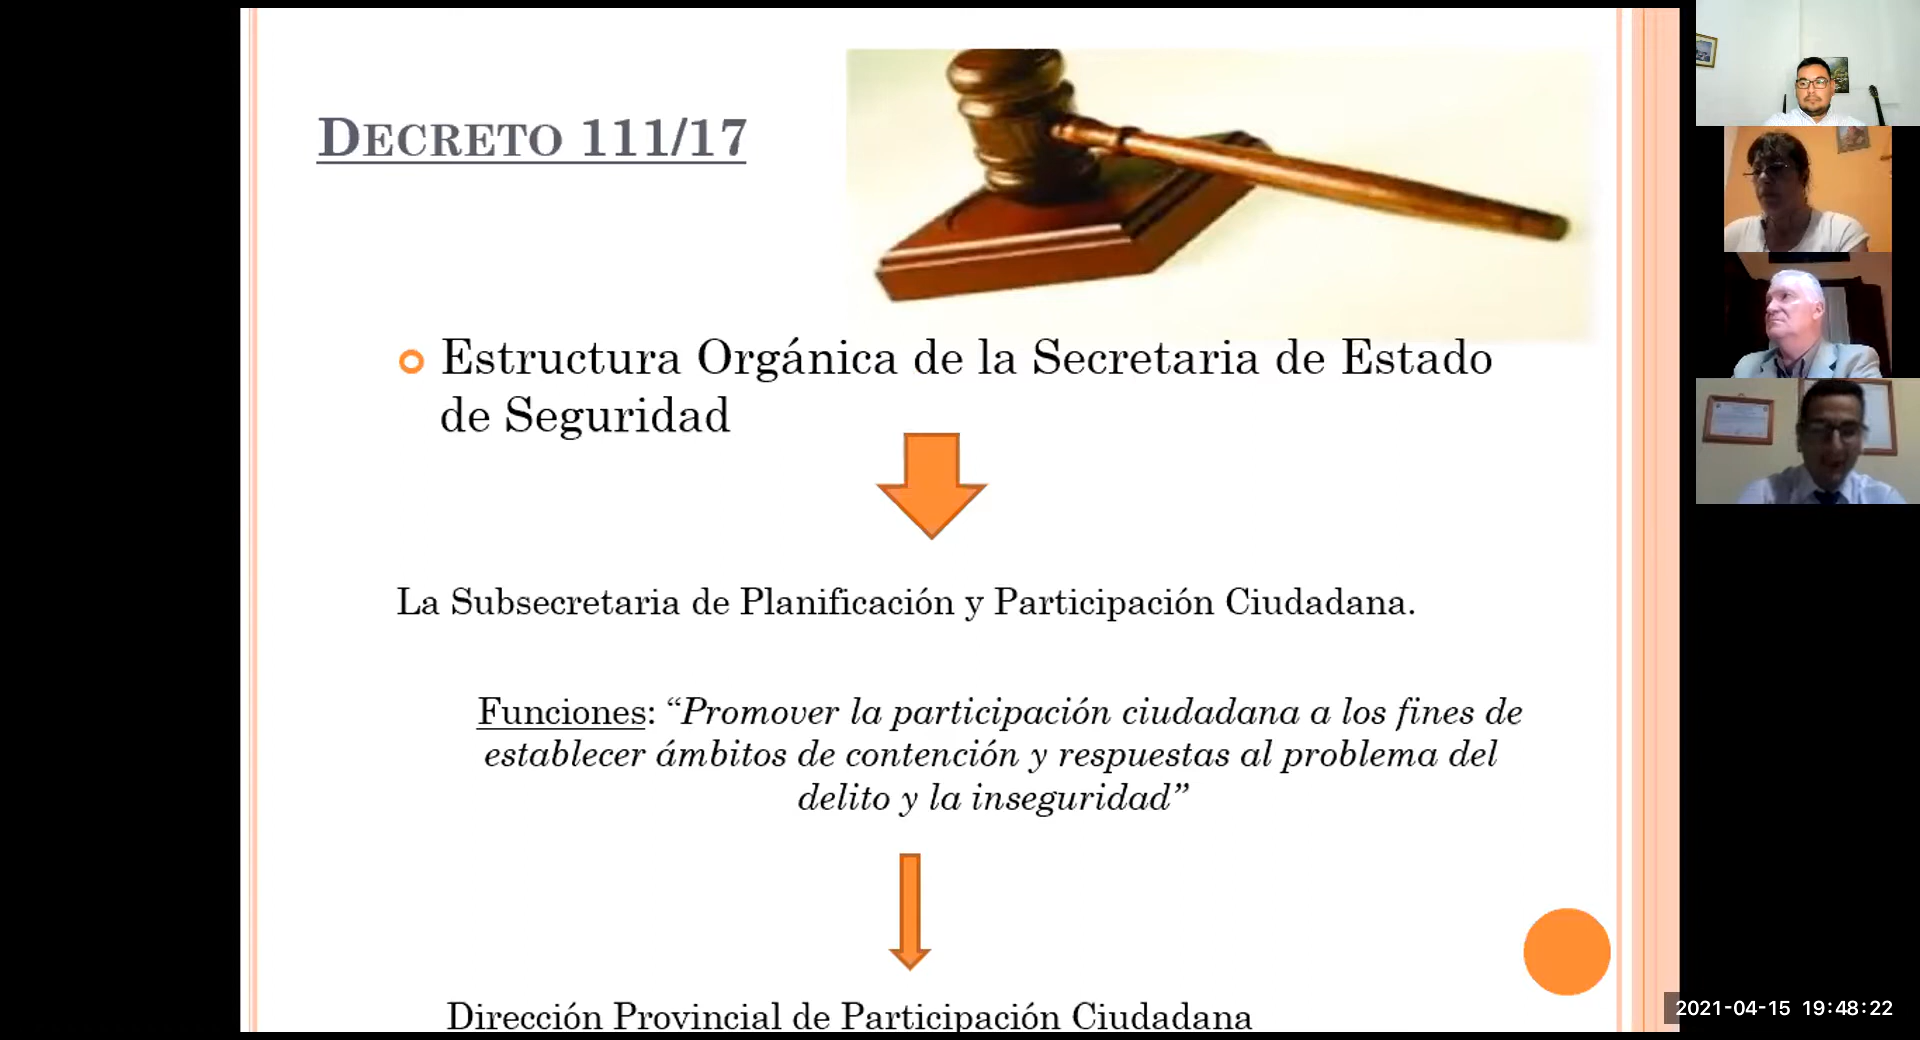 DECRETO 111/17
Estructura Orgánica de la Secretaria de Estado
de Seguridad
La Subsecretaria de Planificación y Participación Ciudadana.
Funciones: “Promover la participación ciudadana a los fines de
establecer ámbitos de contención y respuestas al problema del
delito y la inseguridad”
Dirección Provincial de Participación Ciudadana
2021-04-15 19:48:22